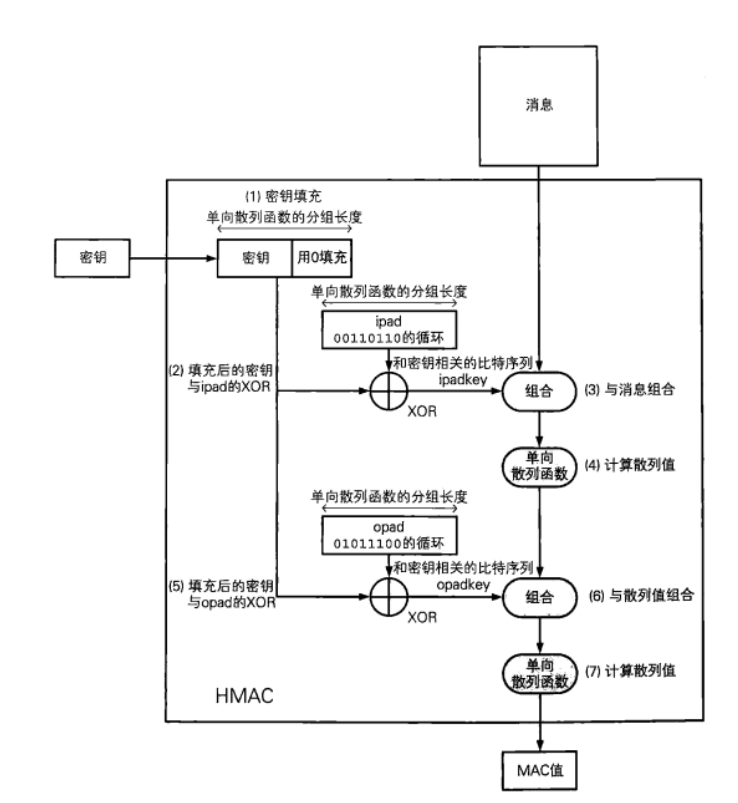 消息
(1) 密钥填充
单向散列函数的分组长度
密钥
密钥
用0填充
单向散列函数的分组长度
ipad
00110110的循环
(2) 填充后的密钥
与ipad的XOR
和密钥相关的比特序列
ipadkey
XOR
组合
(3) 与消息组合
单向
散列函数
(4) 计算散列值
单向散列函数的分组长度
opad
01011100的循环
(5) 填充后的密钥
与opad的XOR
和密钥相关的比特序列
opadkey
XOR
组合
(6) 与散列值组合
单向
散列函数
(7) 计算散列值
HMAC
MAC值